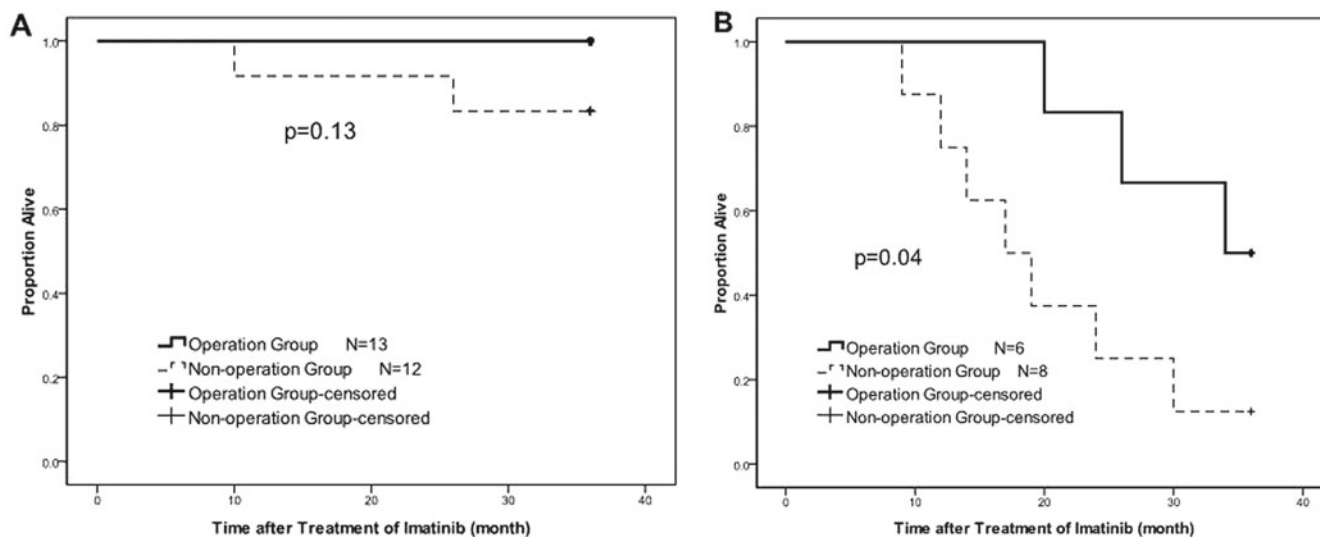 A
1.0
0.8
0.6
0.4
0.2
0.0
Proportion Alive
p=0.13
Operation Group N=13
Non-operation Group N=12
Operation Group-censored
Non-operation Group-censored
0 10 20 30 40
Time after Treatment of Imatinib (month)
B
1.0
0.8
0.6
0.4
0.2
0.0
Proportion Alive
p=0.04
Operation Group N=6
Non-operation Group N=8
Operation Group-censored
Non-operation Group-censored
0 10 20 30 40
Time after Treatment of Imatinib (month)